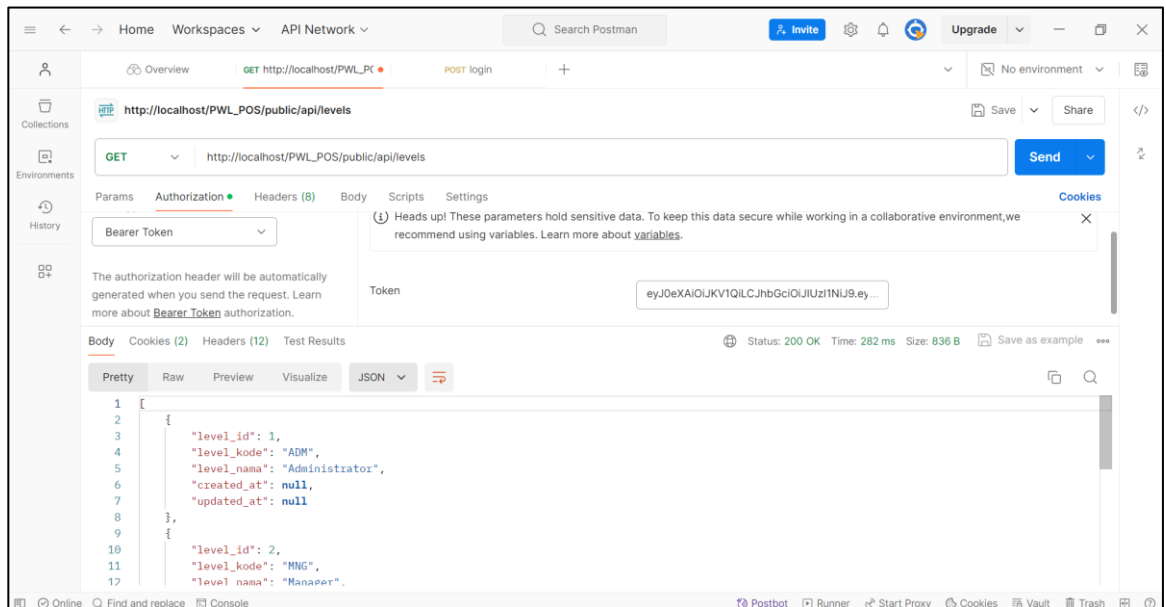 Home Workspaces API Network Search Postman Invite Upgrade
Overview GET http://localhost/PWL_P( POST login No environment
HTTP http://localhost/PWL_POS/public/api/levels Save Share
Collections
GET http://localhost/PWL_POS/public/api/levels Send
Environments
Params Authorization Headers (8) Body Scripts Settings Cookies
History
Heads up! These parameters hold sensitive data. To keep this data secure while working in a collaborative environment,we
recommend using variables. Learn more about variables.
Bearer Token
The authorization header will be automatically
generated when you send the request. Learn
more about Bearer Token authorization.
Token eyJ0eXAiOiJKV1QiLCJhbGciOiJIUzI1NiJ9.ey...
Body Cookies (2) Headers (12) Test Results Status: 200 OK Time: 282 ms Size: 836 B Save as example
Pretty Raw Preview Visualize JSON
1 [
2 {
3 "level_id": 1,
4 "level_kode": "ADM",
5 "level_nama": "Administrator",
6 "created_at": null,
7 "updated_at": null
8 },
9 {
10 "level_id": 2,
11 "level_kode": "MNG",
12 "level_nama": "Manager",
Online Find and replace Console Postbot Runner Start Proxy Cookies Vault Trash